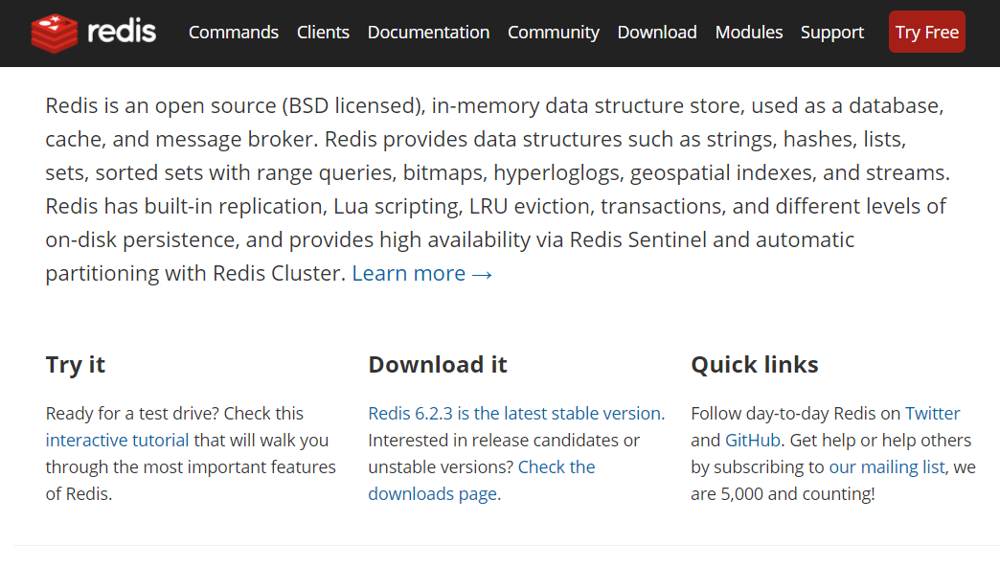 redis Commands Clients Documentation Community Download Modules Support Try Free
Redis is an open source (BSD licensed), in-memory data structure store, used as a database,
cache, and message broker. Redis provides data structures such as strings, hashes, lists,
sets, sorted sets with range queries, bitmaps, hyperloglogs, geospatial indexes, and streams.
Redis has built-in replication, Lua scripting, LRU eviction, transactions, and different levels of
on-disk persistence, and provides high availability via Redis Sentinel and automatic
partitioning with Redis Cluster. Learn more →
Try it
Ready for a test drive? Check this
interactive tutorial that will walk you
through the most important features
of Redis.
Download it
Redis 6.2.3 is the latest stable version.
Interested in release candidates or
unstable versions? Check the
downloads page.
Quick links
Follow day-to-day Redis on Twitter
and GitHub. Get help or help others
by subscribing to our mailing list, we
are 5,000 and counting!